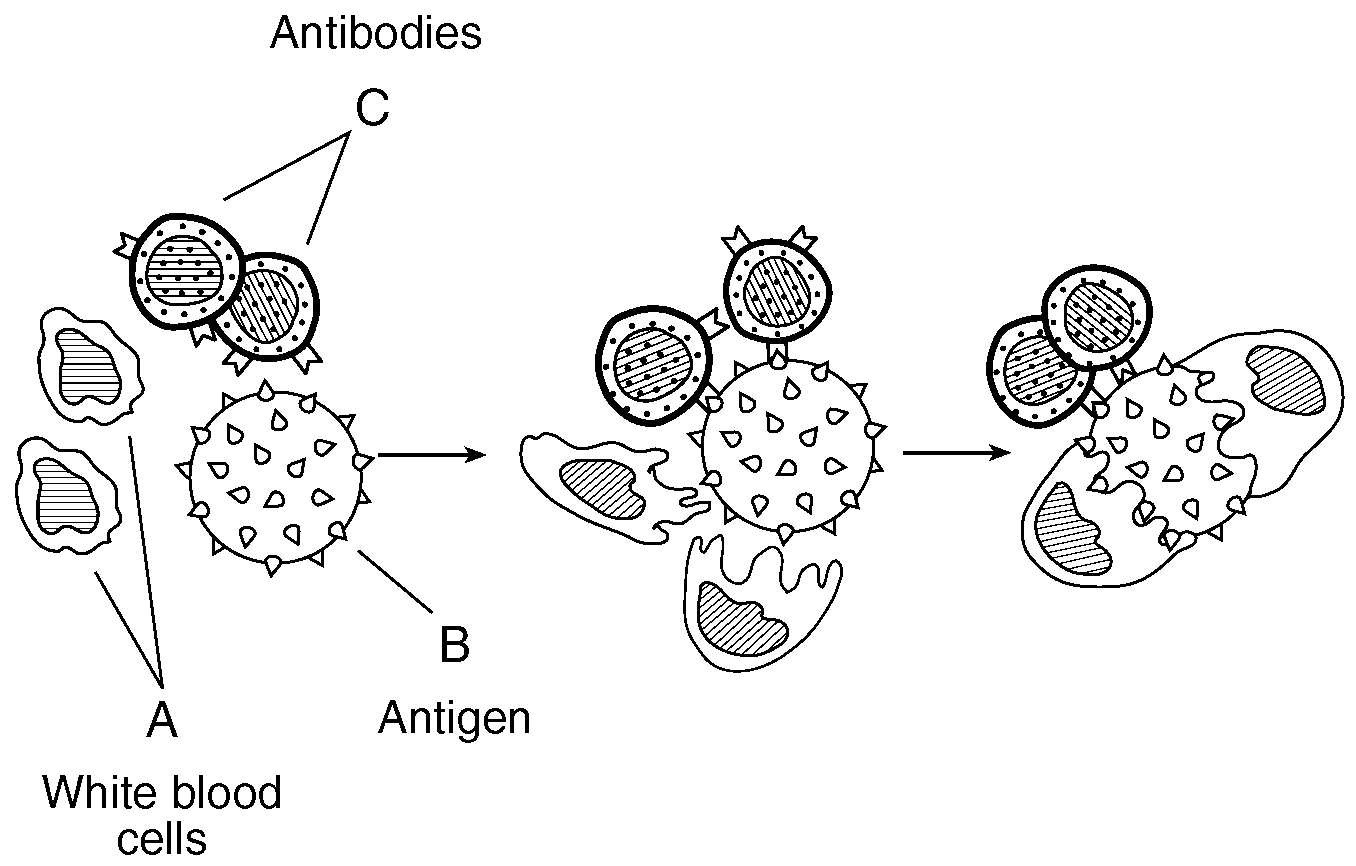 Antibodies
C
B
Antigen
A
White blood
cells